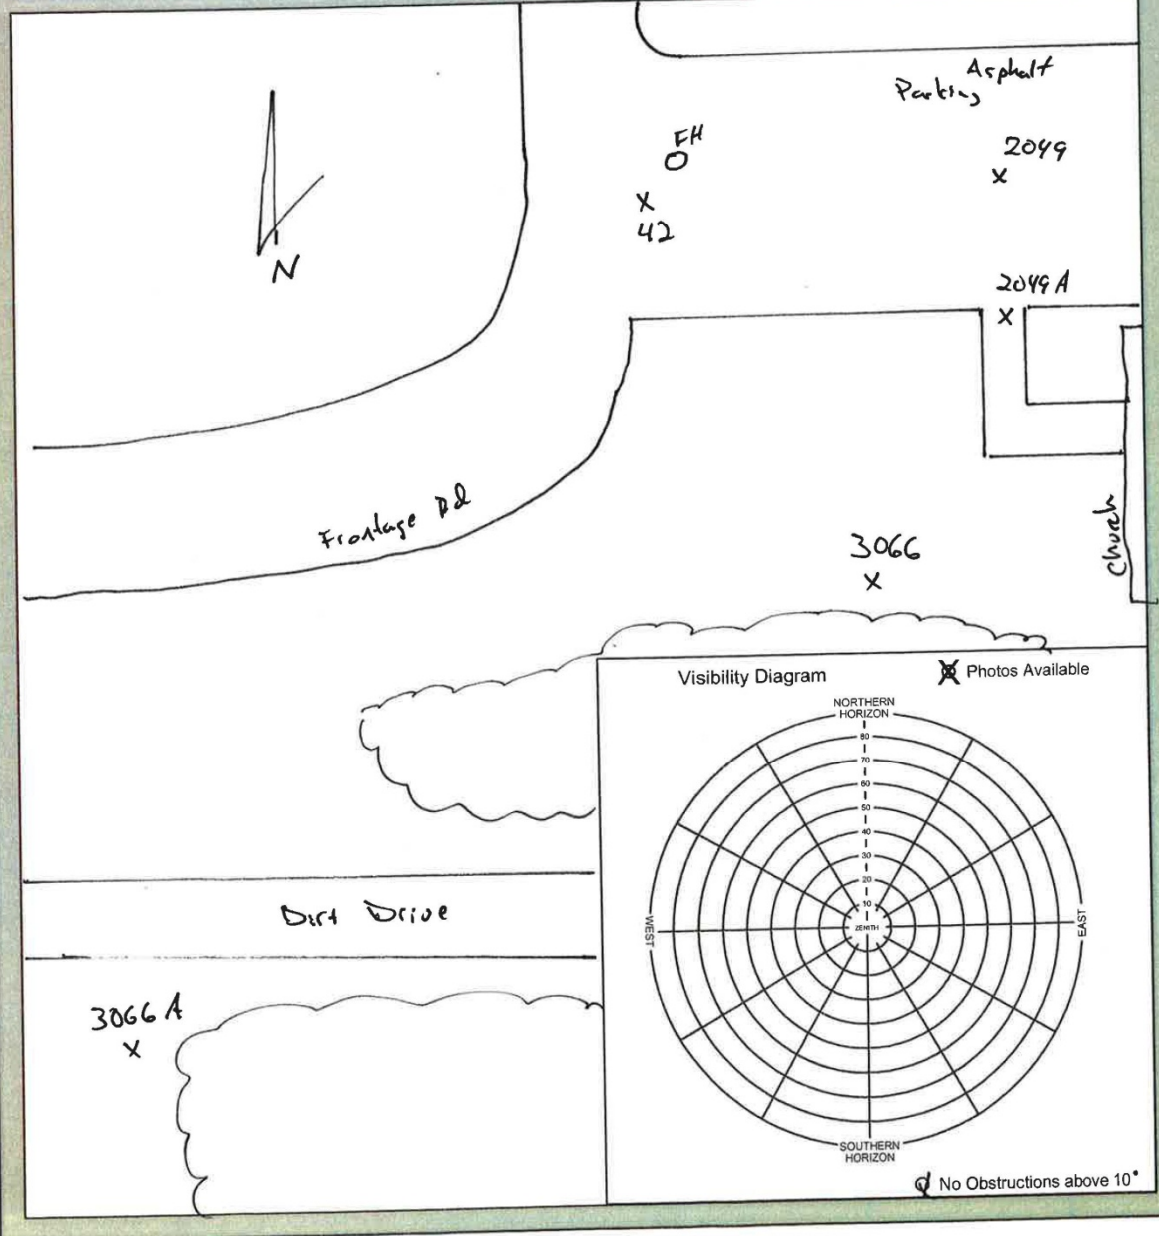 Asphalt
Parking
FH
2049
X
X
42
N
2049 A
X
Frontage Rd
Church
3066
X
Visibility Diagram
Photos Available
NORTHERN
HORIZON
80
70
60
50
40
30
20
10
ZENITH
WEST
EAST
SOUTHERN
HORIZON
No Obstructions above 10°
Dirt Drive
3066 A
X